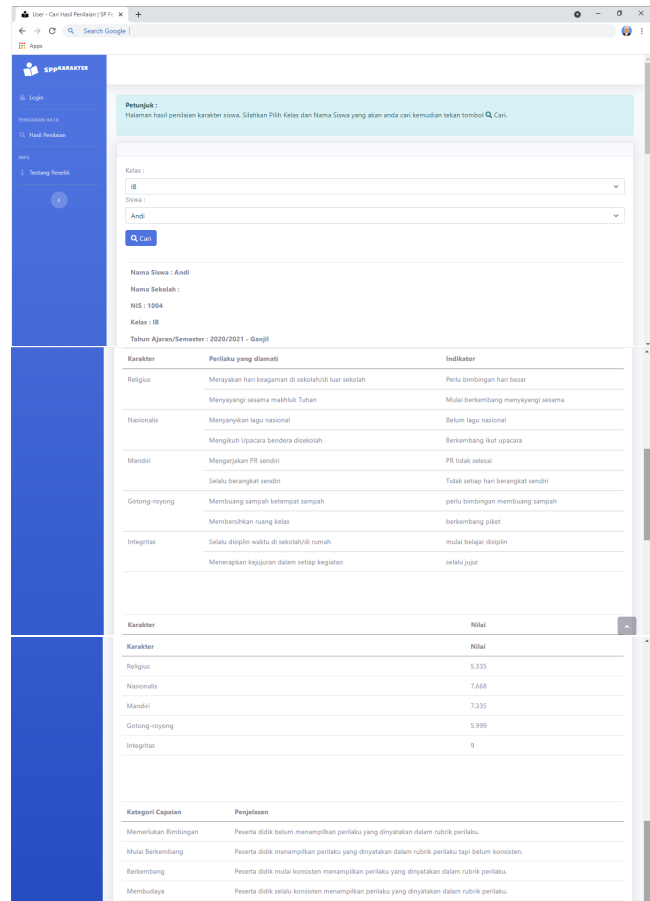 User - Cari Hasil Penilaian | SP P
Search Google
Apps
SPPKARAKTER
Login
PENCARIAN DATA
Hasil Penilaian
INFO
Tentang Peneliti
Petunjuk :
Halaman hasil penilaian karakter siswa. Silahkan Pilih Kelas dan Nama Siswa yang akan anda cari kemudian tekan tombol Cari.
Kelas :
IB
Siswa :
Andi
Cari
Nama Siswa : Andi
Nama Sekolah :
NIS : 1004
Kelas : IB
Tahun Ajaran/Semester : 2020/2021 - Ganjil
Karakter Perilaku yang diamati Indikator
Religius Merayakan hari keagaman di sekolah/di luar sekolah Perlu bimbingan hari besar
Menyayangi sesama makhluk Tuhan Mulai berkembang menyayangi sesama
Nasionalis Menyanyikan lagu nasional Belum lagu nasional
Mengikuti Upacara bendera disekolah Berkembang ikut upacara
Mandiri Mengerjakan PR sendiri PR tidak selesai
Selalu berangkat sendiri Tidak setiap hari berangkat sendiri
Gotong-royong Membuang sampah ketempat sampah perlu bimbingan membuang sampah
Membersihkan ruang kelas berkembang piket
Integritas Selalu disiplin waktu di sekolah/di rumah mulai belajar disiplin
Menerapkan kejujuran dalam setiap kegiatan selalu jujur
Karakter Nilai
Karakter Nilai
Religius 5.335
Nasionalis 7.668
Mandiri 7.335
Gotong-royong 5.999
Integritas 9
Kategori Capaian Penjelasan
Memerlukan Bimbingan Peserta didik belum menampilkan perilaku yang dinyatakan dalam rubrik perilaku.
Mulai Berkembang Peserta didik menampilkan perilaku yang dinyatakan dalam rubrik perilaku tapi belum konsisten.
Berkembang Peserta didik mulai konsisten menampilkan perilaku yang dinyatakan dalam rubrik perilaku.
Membudaya Peserta didik selalu konsisten menampilkan perilaku yang dinyatakan dalam rubrik perilaku.